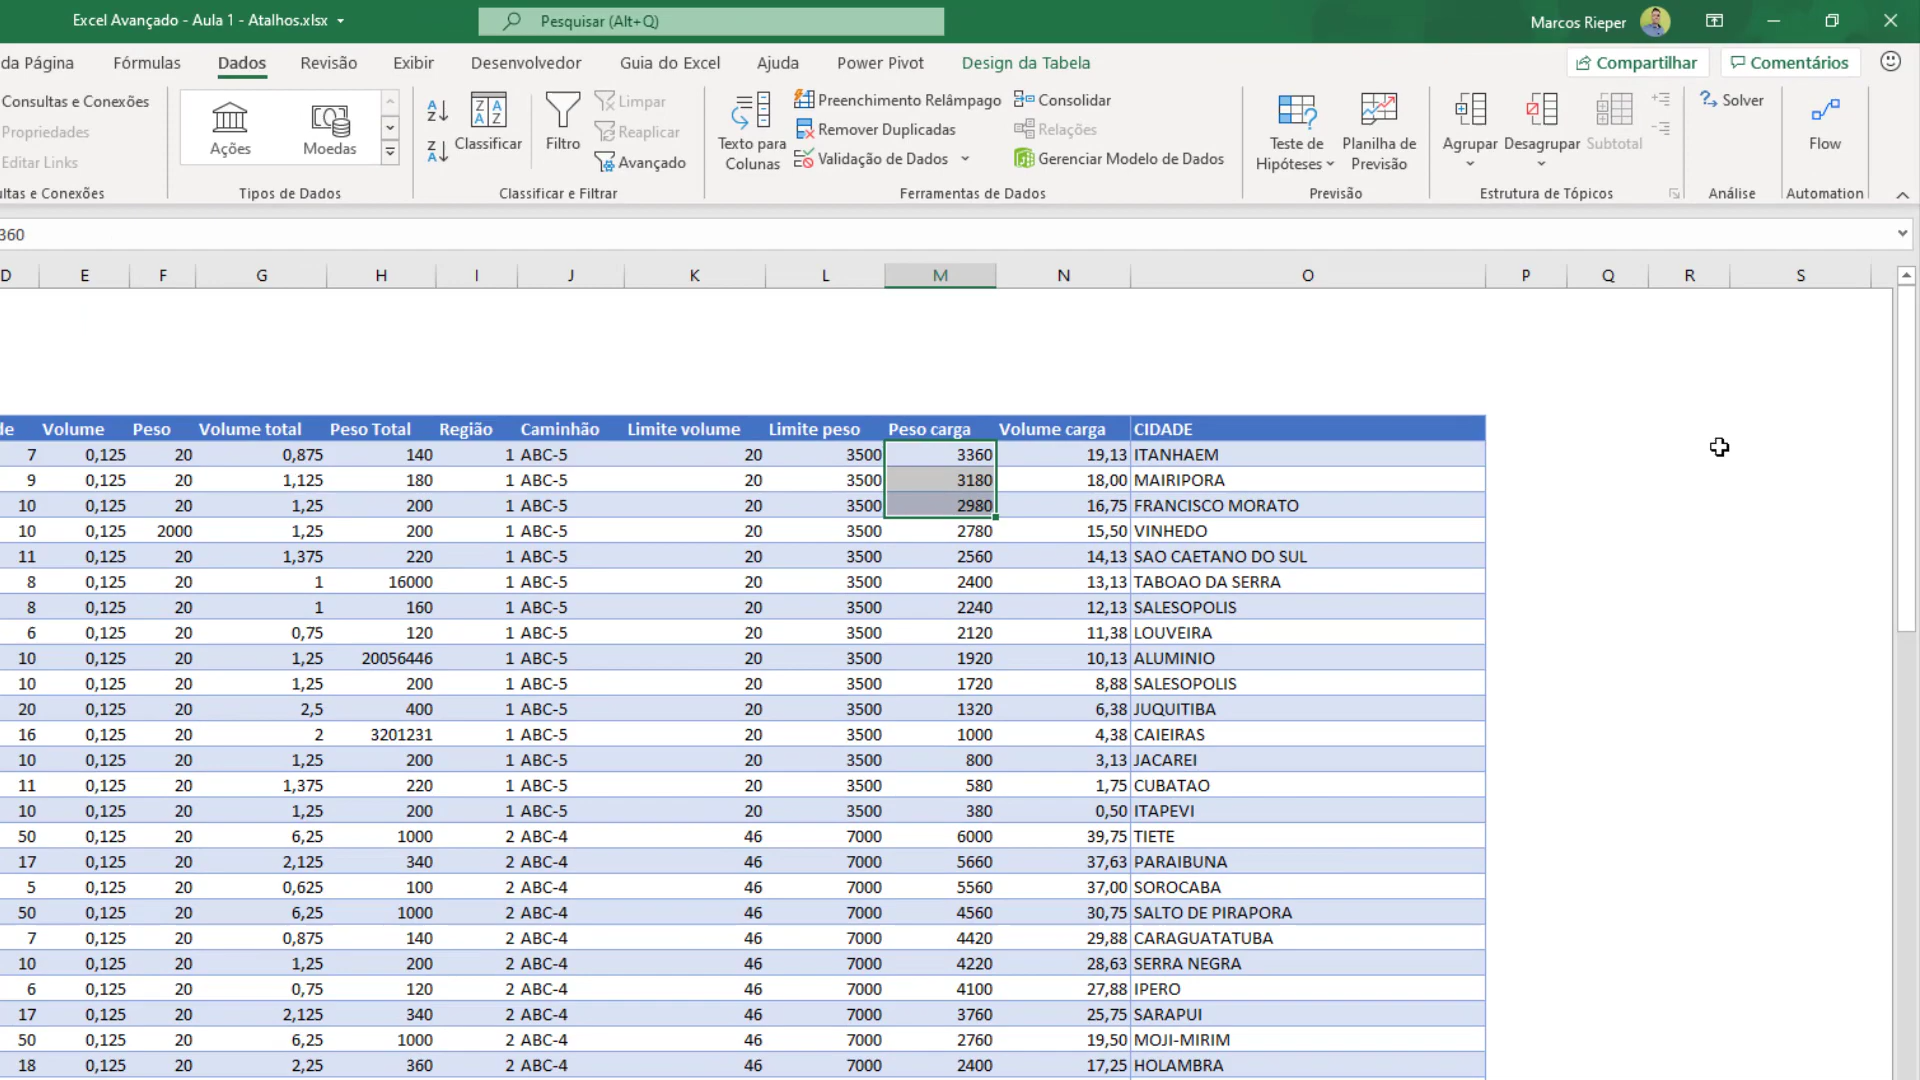 Excel Avançado - Aula 1 - Atalhos.xlsx
Pesquisar (Alt+Q)
Marcos Rieper
da Página Fórmulas Dados Revisão Exibir Desenvolvedor Guia do Excel Ajuda Power Pivot Design da Tabela Compartilhar Comentários
Consultas e Conexões
Propriedades
Editar Links
ultas e Conexões
Ações Moedas
Tipos de Dados
Classificar
Filtro
Limpar
Reaplicar
Avançado
Classificar e Filtrar
Texto para
Colunas
Preenchimento Relâmpago
Remover Duplicadas
Validação de Dados
Consolidar
Relações
Gerenciar Modelo de Dados
Ferramentas de Dados
Teste de
Hipóteses
Planilha de
Previsão
Previsão
Agrupar Desagrupar Subtotal
Estrutura de Tópicos
Solver
Análise
Flow
Automation
360
D E F G H I J K L M N O P Q R S
de Volume Peso Volume total Peso Total Região Caminhão Limite volume Limite peso Peso carga Volume carga CIDADE
7 0,125 20 0,875 140 1 ABC-5 20 3500 3360 19,13 ITANHAEM
9 0,125 20 1,125 180 1 ABC-5 20 3500 3180 18,00 MAIRIPORA
10 0,125 20 1,25 200 1 ABC-5 20 3500 2980 16,75 FRANCISCO MORATO
10 0,125 2000 1,25 200 1 ABC-5 20 3500 2780 15,50 VINHEDO
11 0,125 20 1,375 220 1 ABC-5 20 3500 2560 14,13 SAO CAETANO DO SUL
8 0,125 20 1 16000 1 ABC-5 20 3500 2400 13,13 TABOAO DA SERRA
8 0,125 20 1 160 1 ABC-5 20 3500 2240 12,13 SALESOPOLIS
6 0,125 20 0,75 120 1 ABC-5 20 3500 2120 11,38 LOUVEIRA
10 0,125 20 1,25 20056446 1 ABC-5 20 3500 1920 10,13 ALUMINIO
10 0,125 20 1,25 200 1 ABC-5 20 3500 1720 8,88 SALESOPOLIS
20 0,125 20 2,5 400 1 ABC-5 20 3500 1320 6,38 JUQUITIBA
16 0,125 20 2 3201231 1 ABC-5 20 3500 1000 4,38 CAIEIRAS
10 0,125 20 1,25 200 1 ABC-5 20 3500 800 3,13 JACAREI
11 0,125 20 1,375 220 1 ABC-5 20 3500 580 1,75 CUBATAO
10 0,125 20 1,25 200 1 ABC-5 20 3500 380 0,50 ITAPEVI
50 0,125 20 6,25 1000 2 ABC-4 46 7000 6000 39,75 TIETE
17 0,125 20 2,125 340 2 ABC-4 46 7000 5660 37,63 PARAIBUNA
5 0,125 20 0,625 100 2 ABC-4 46 7000 5560 37,00 SOROCABA
50 0,125 20 6,25 1000 2 ABC-4 46 7000 4560 30,75 SALTO DE PIRAPORA
7 0,125 20 0,875 140 2 ABC-4 46 7000 4420 29,88 CARAGUATATUBA
10 0,125 20 1,25 200 2 ABC-4 46 7000 4220 28,63 SERRA NEGRA
6 0,125 20 0,75 120 2 ABC-4 46 7000 4100 27,88 IPERO
17 0,125 20 2,125 340 2 ABC-4 46 7000 3760 25,75 SARAPUI
50 0,125 20 6,25 1000 2 ABC-4 46 7000 2760 19,50 MOJI-MIRIM
18 0,125 20 2,25 360 2 ABC-4 46 7000 2400 17,25 HOLAMBRA